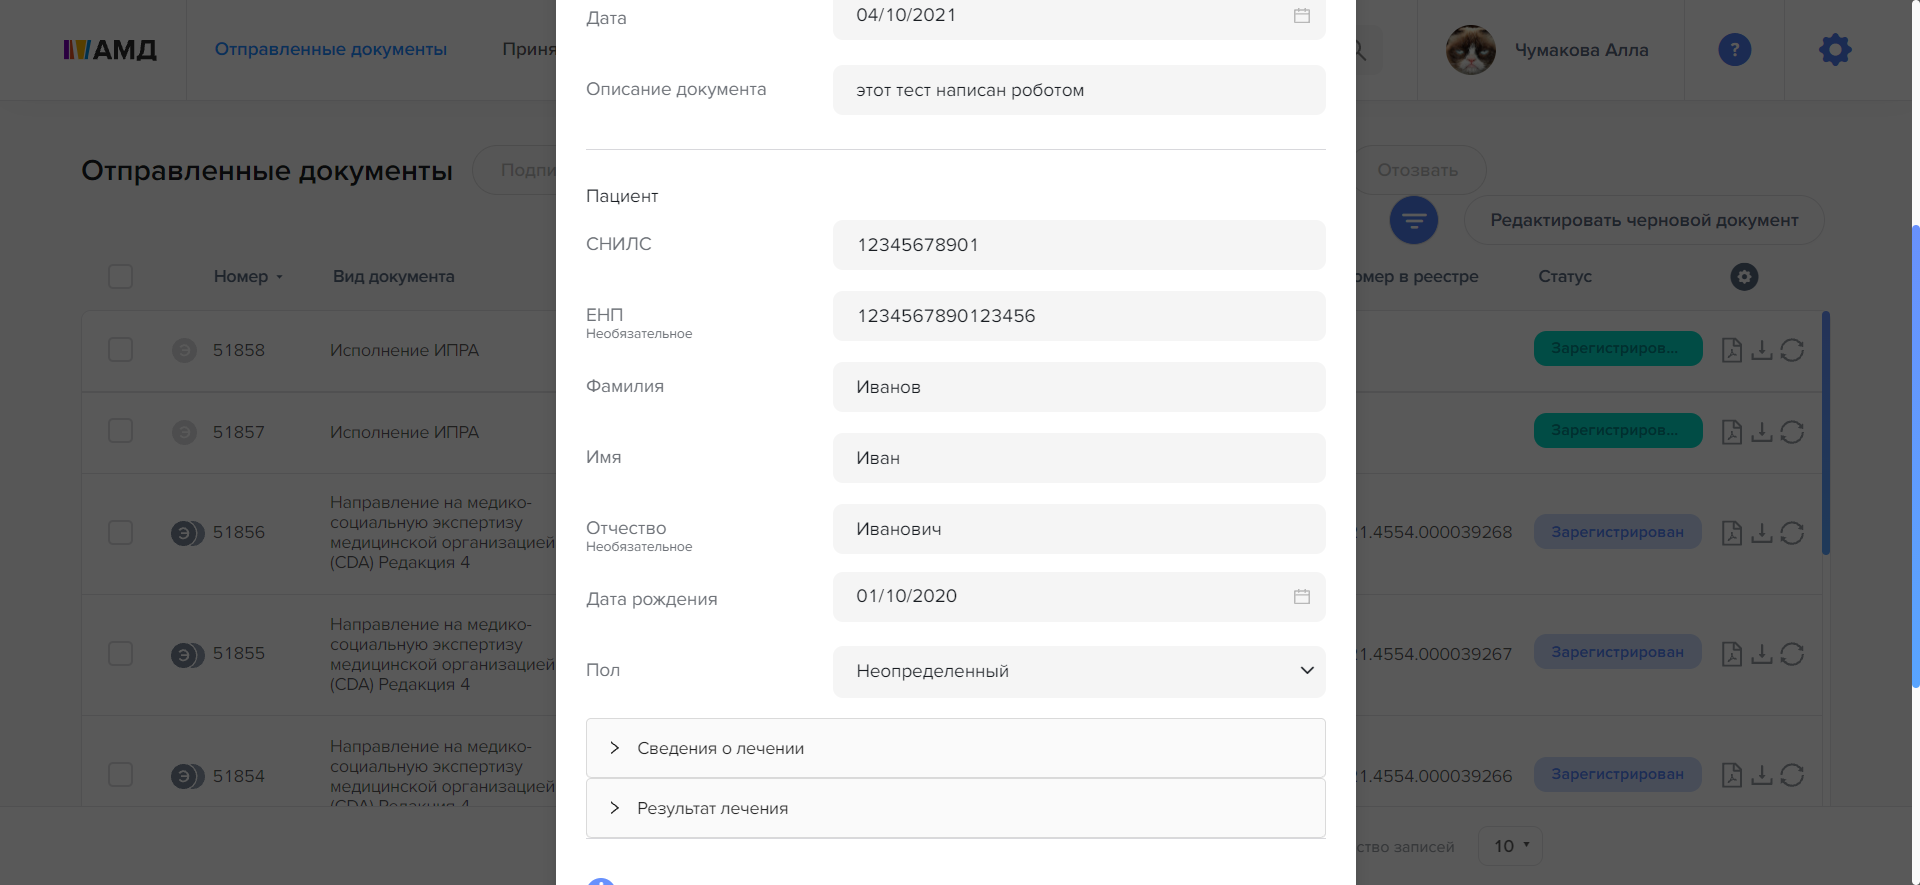 АМД
Отправленные документы
Чумакова Алла
?
Отправленные документы
Отозвать
Редактировать черновой документ
Номер
Вид документа
Статус
в реестре
Э 51858
Исполнение ИПРА
Зарегистриров...
Э 51857
Исполнение ИПРА
Зарегистриров...
Э 51856
Направление на медико-
социальную экспертизу
медицинской организацией
(CDA) Редакция 4
1.4554.000039268
Зарегистрирован
Э 51855
Направление на медико-
социальную экспертизу
медицинской организацией
(CDA) Редакция 4
1.4554.000039267
Зарегистрирован
Э 51854
Направление на медико-
социальную экспертизу
медицинской организацией
(CDA) Редакция 4
1.4554.000039266
Зарегистрирован
записей
10
Дата
04/10/2021
Описание документа
этот тест написан роботом
Пациент
СНИЛС
12345678901
ЕНП
Необязательное
1234567890123456
Фамилия
Иванов
Имя
Иван
Отчество
Необязательное
Иванович
Дата рождения
01/10/2020
Пол
Неопределенный
Сведения о лечении
Результат лечения